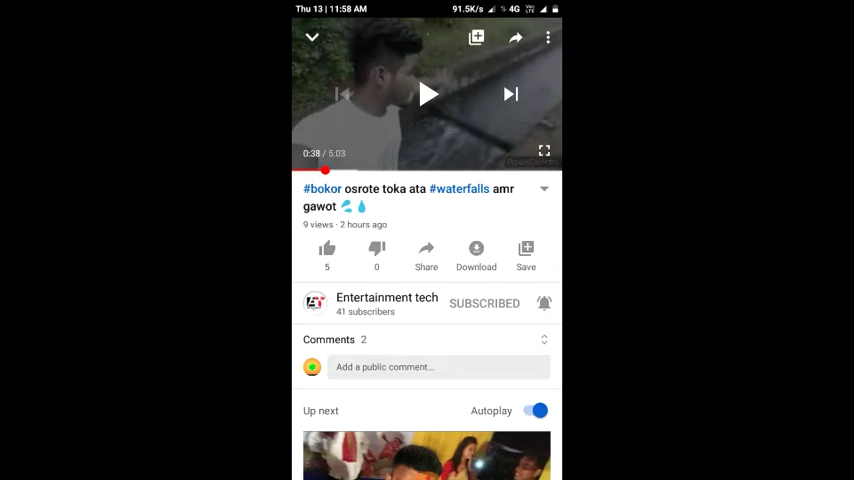 Thu 13 | 11:58 AM 91.5K/s 4G
0:38 / 5:03
#bokor osrote toka ata #waterfalls amr
gawot
9 views · 2 hours ago
5 0 Share Download Save
Entertainment tech
41 subscribers
SUBSCRIBED
Comments 2
Add a public comment...
Up next Autoplay